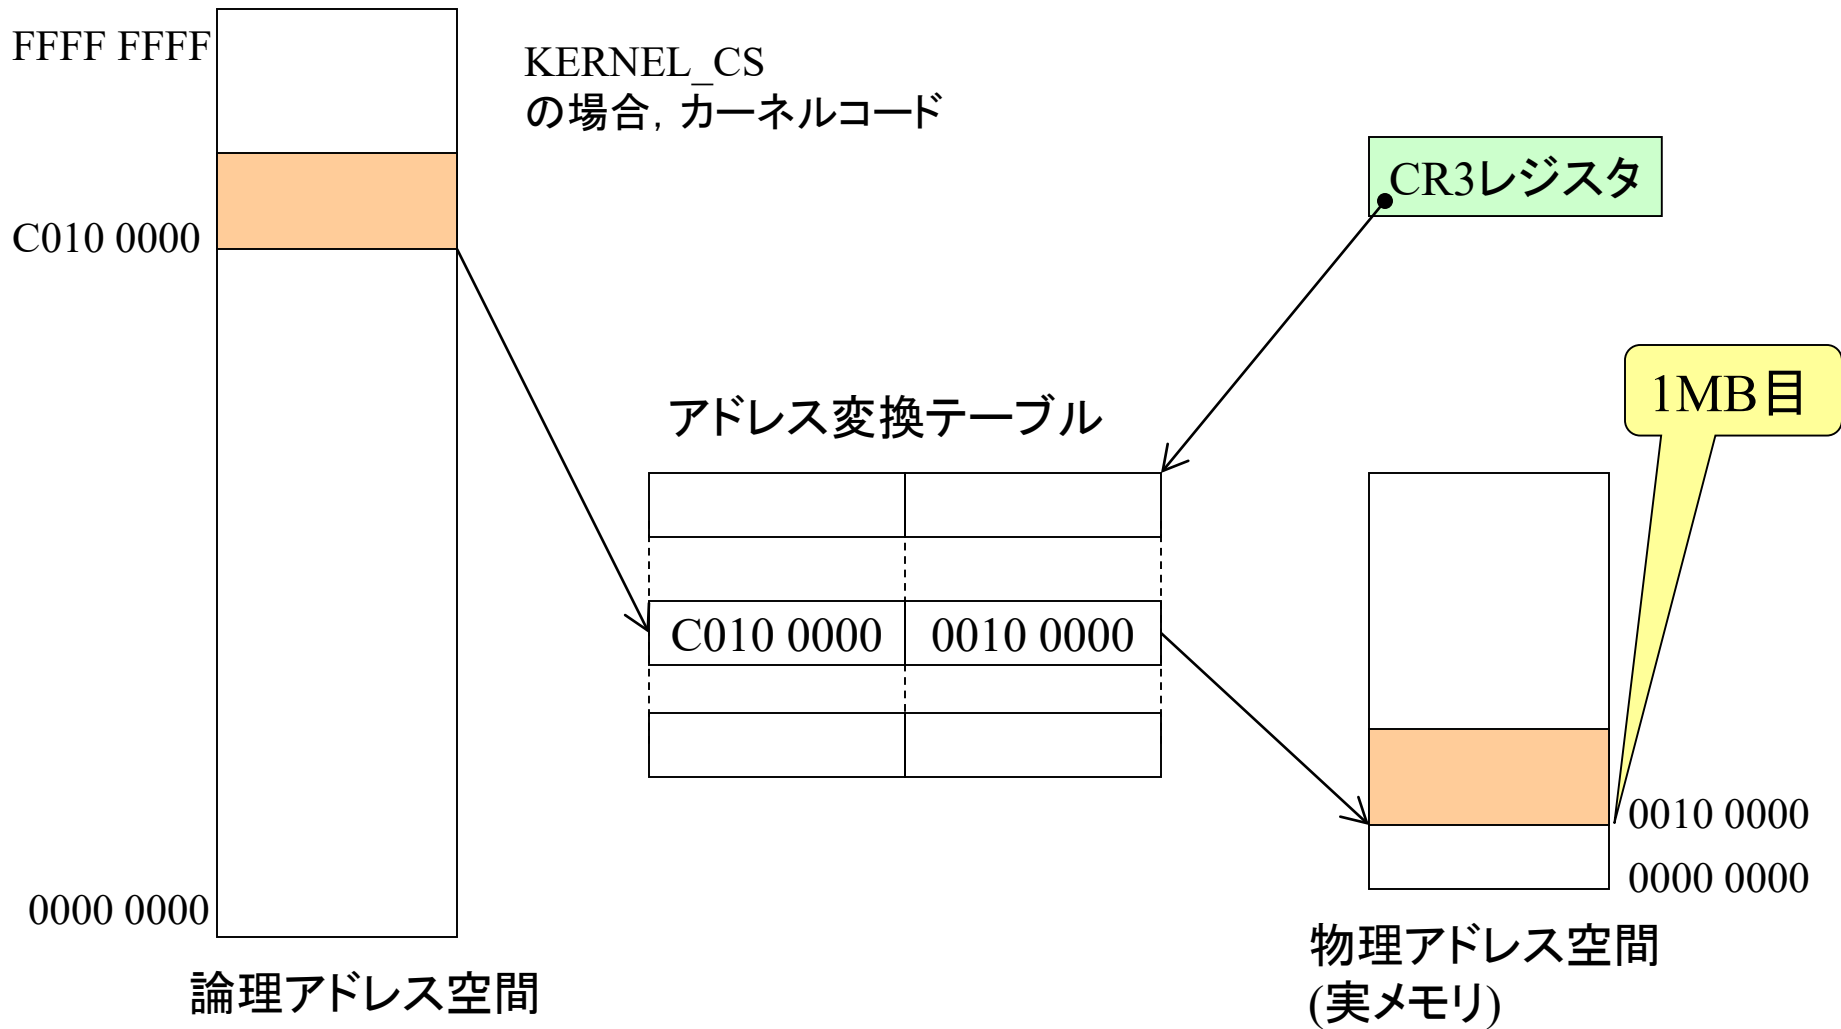 FFFF FFFF
KERNEL_CS
の場合, カーネルコード
CR3レジスタ
C010 0000
1MB目
アドレス変換テーブル
C010 0000
0010 0000
0010 0000
0000 0000
0000 0000
物理アドレス空間
(実メモリ)
論理アドレス空間